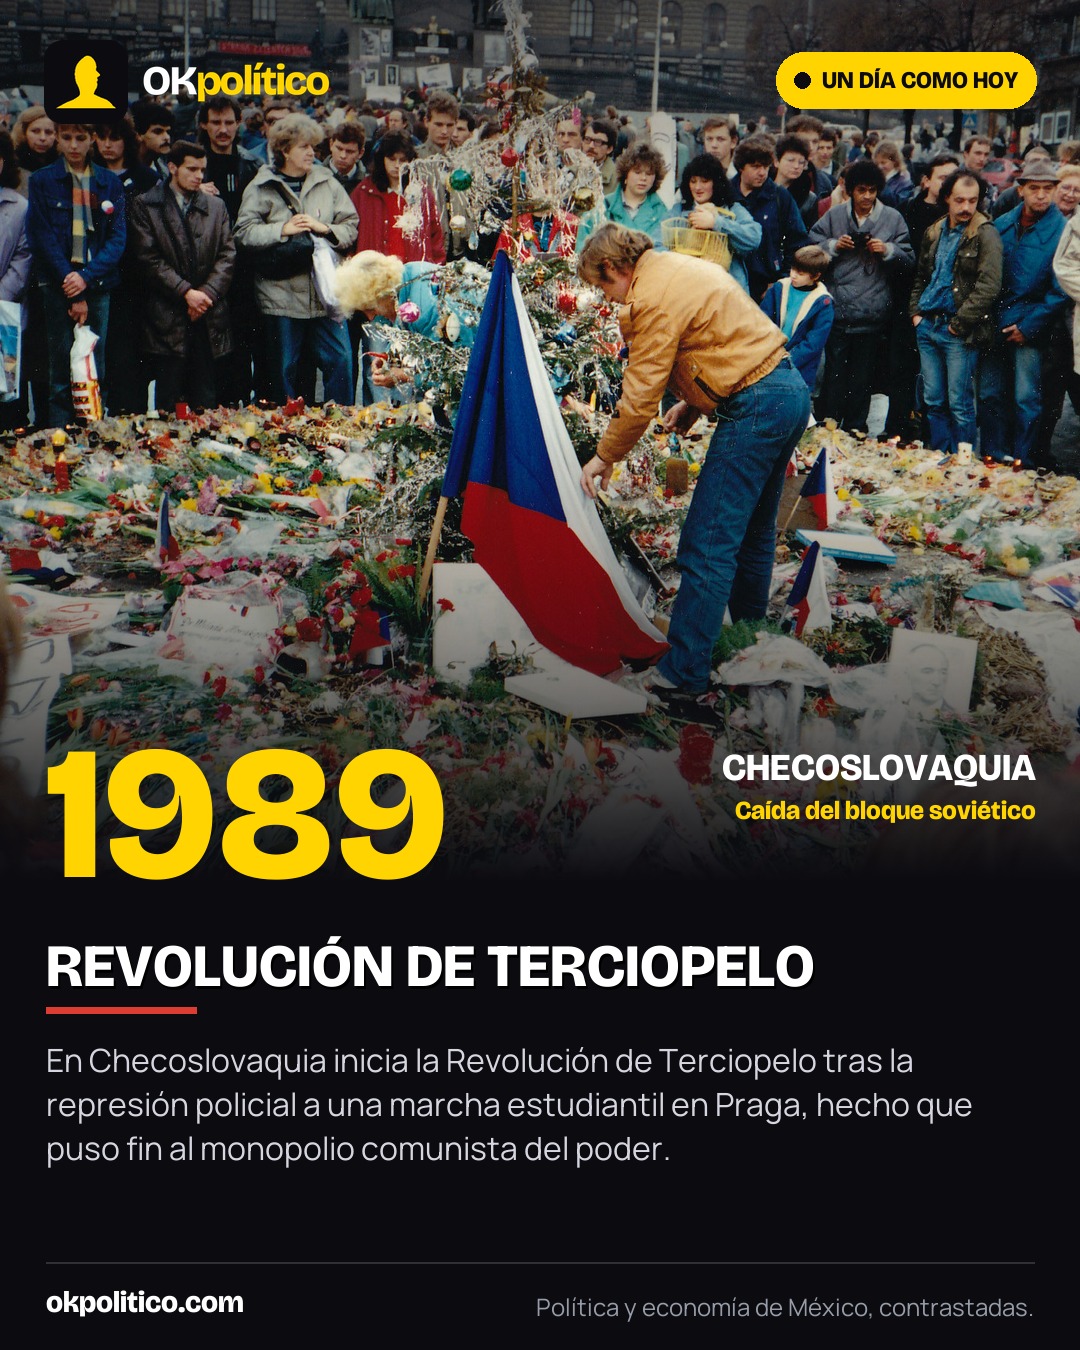 OKpolítico
UN DÍA COMO HOY
1989
CHECOSLOVAQUIA
Caída del bloque soviético
REVOLUCIÓN DE TERCIOPELO
En Checoslovaquia inicia la Revolución de Terciopelo tras la
represión policial a una marcha estudiantil en Praga, hecho que
puso fin al monopolio comunista del poder.
okpolitico.com
Política y economía de México, contrastadas.